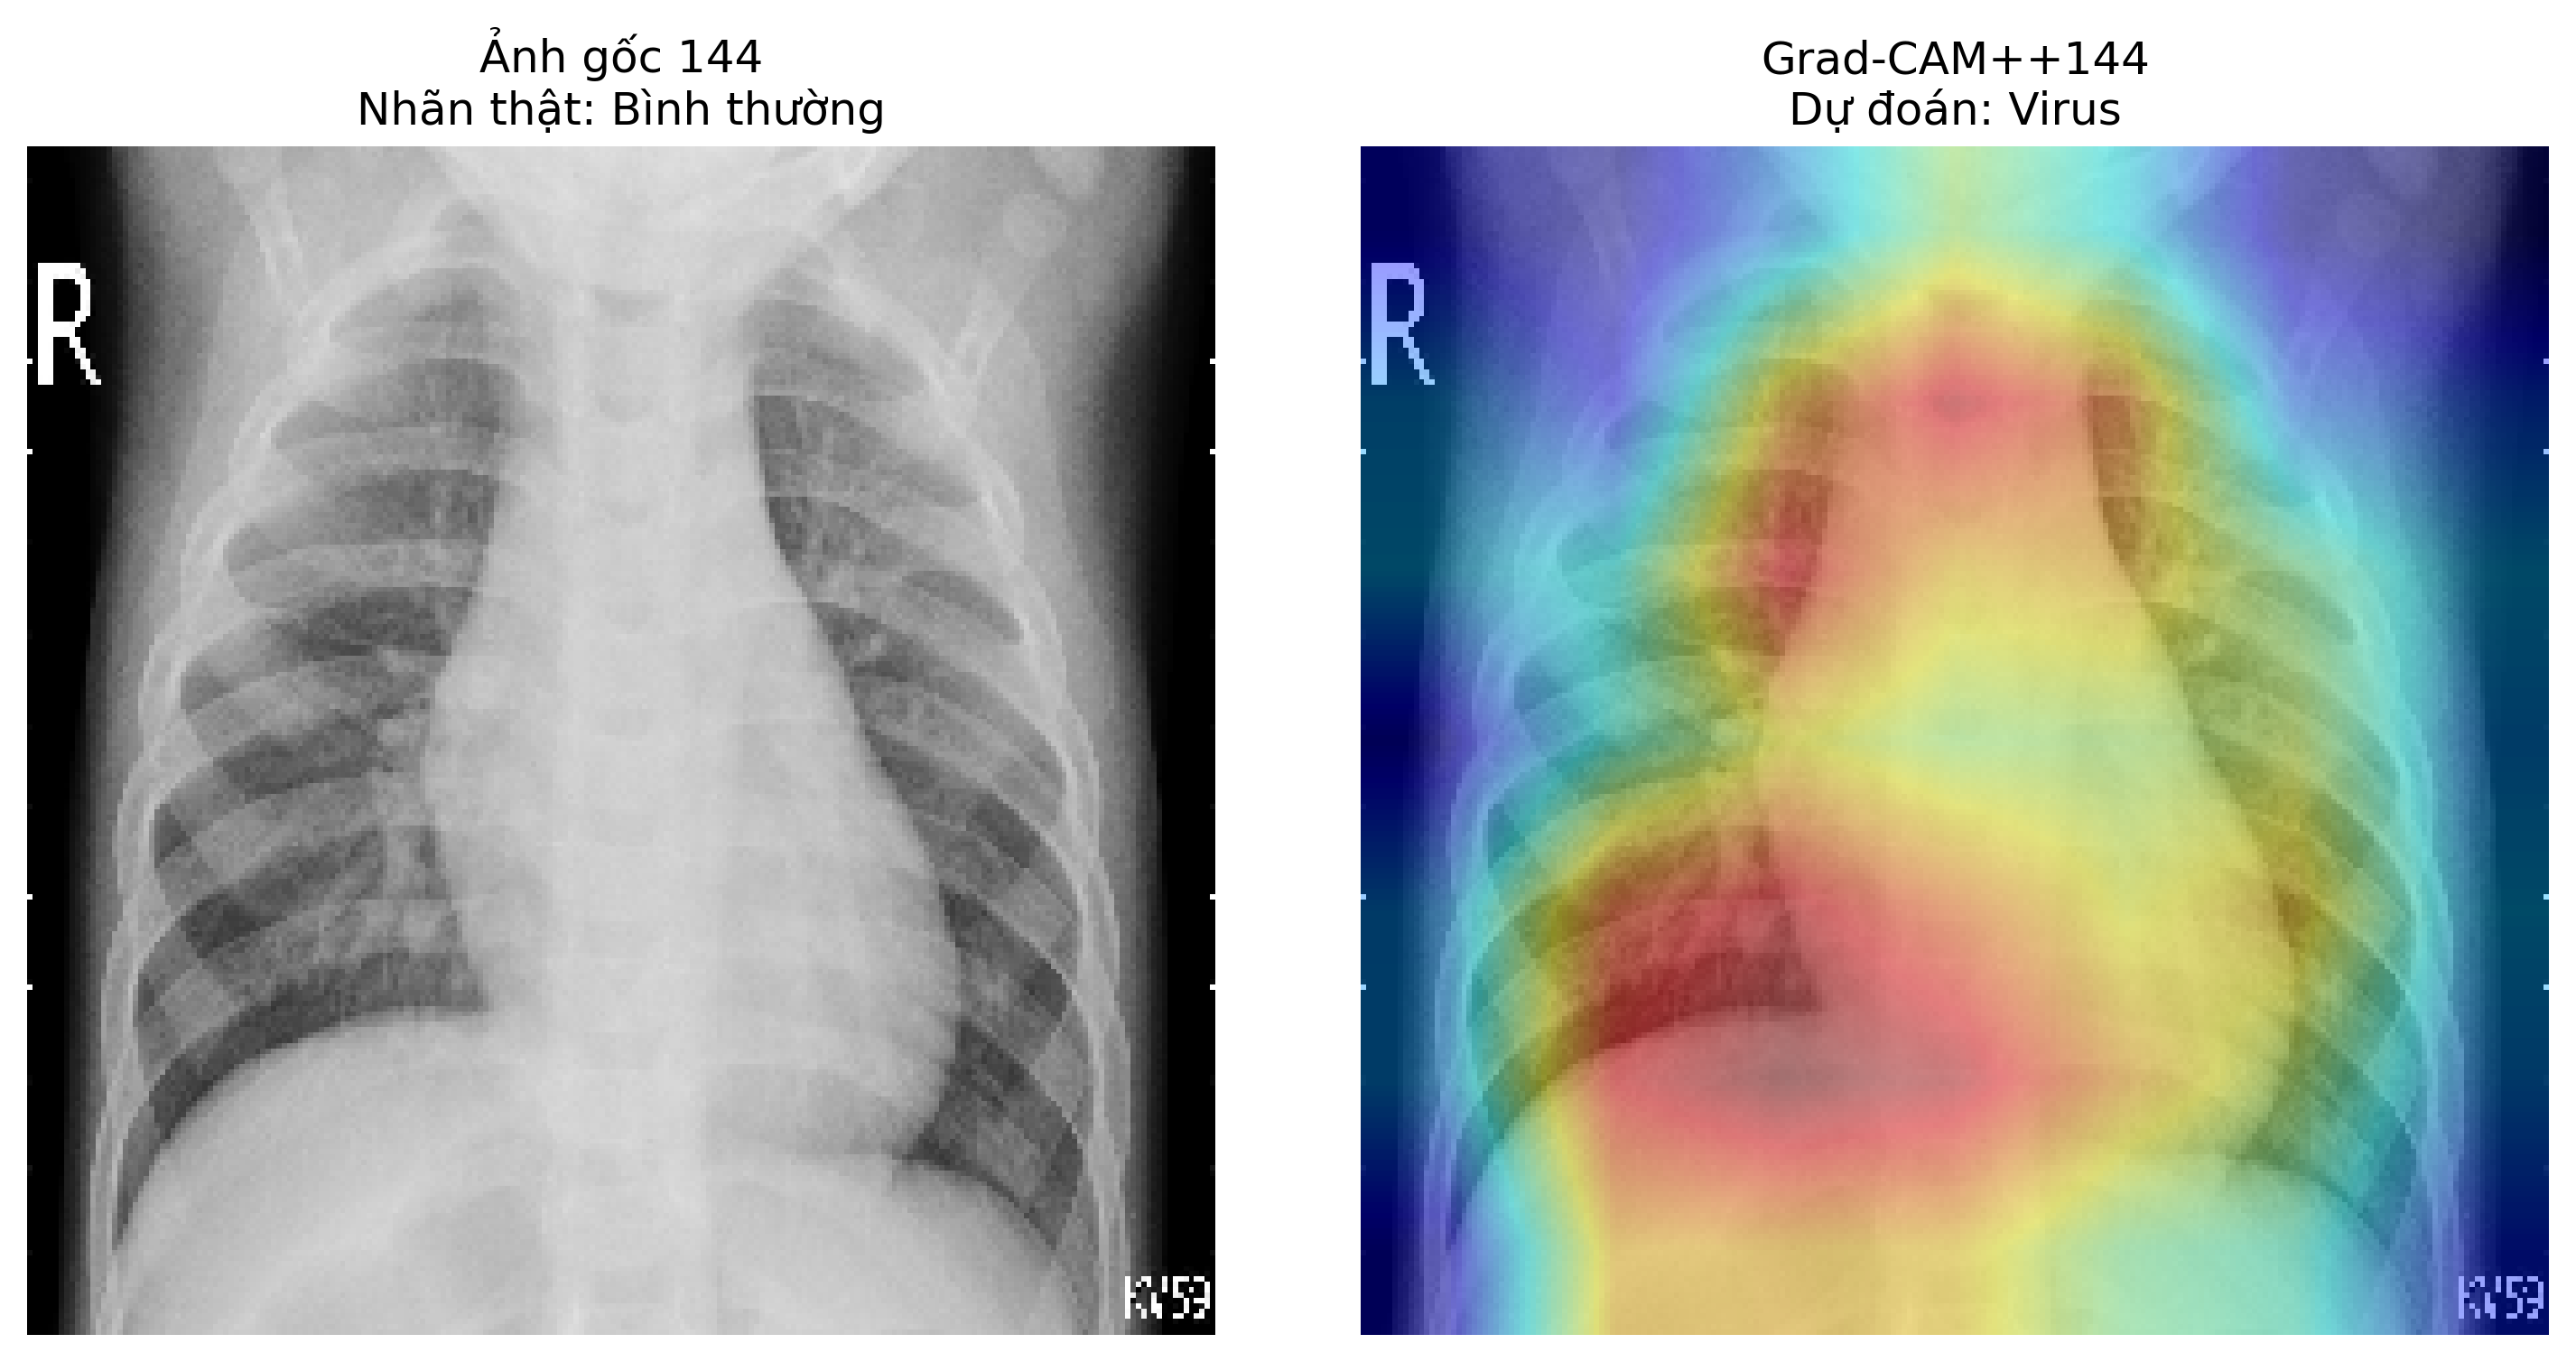 Ảnh gốc 144
Nhãn thật: Bình thường
Grad-CAM++144
Dự đoán: Virus
R
R